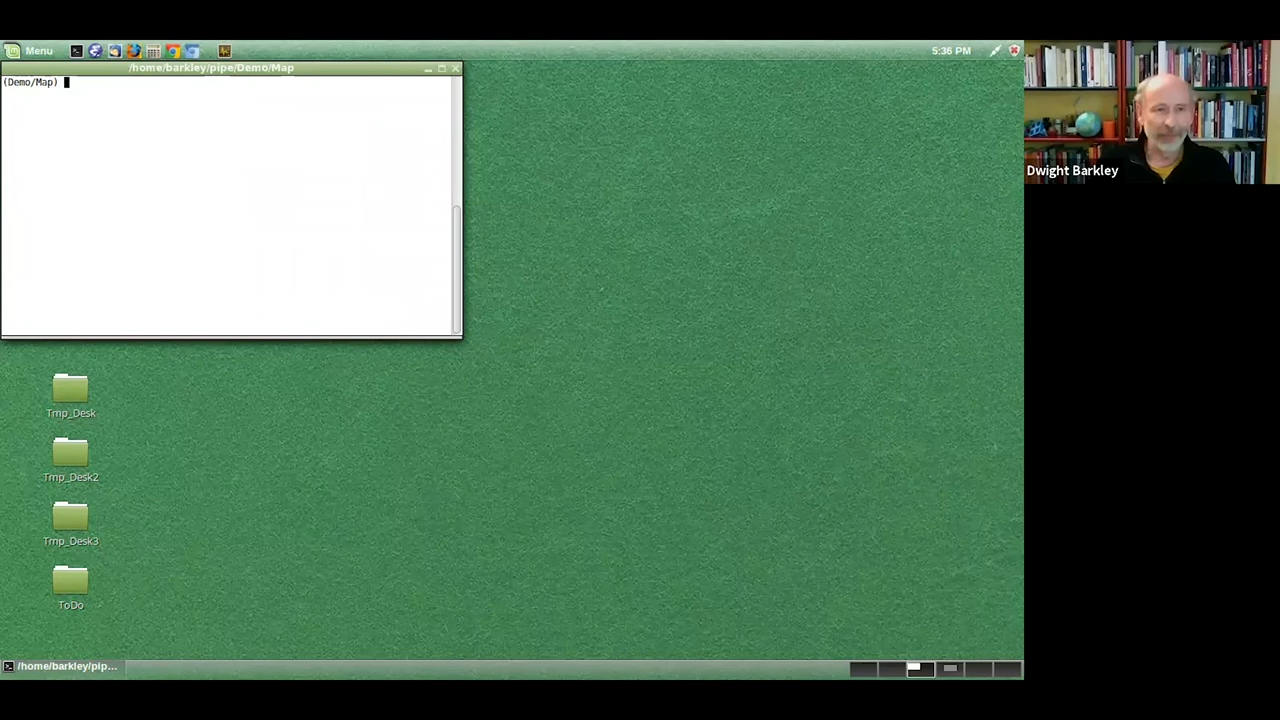 Menu
5:36 PM
/home/barkley/pipe/Demo/Map
(Demo/Map)
Dwight Barkley
Tmp_Desk
Tmp_Desk2
Tmp_Desk3
ToDo
/home/barkley/pip...